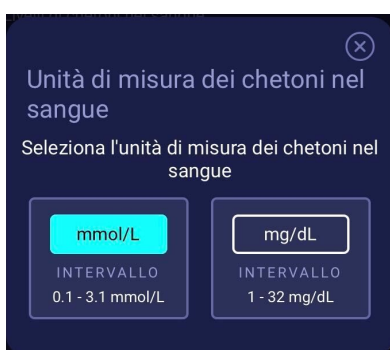 Unità di misura dei chetoni nel
sangue
Seleziona l'unità di misura dei chetoni nel
sangue
mmol/L
mg/dL
INTERVALLO
INTERVALLO
0.1 - 3.1 mmol/L
1 - 32 mg/dL